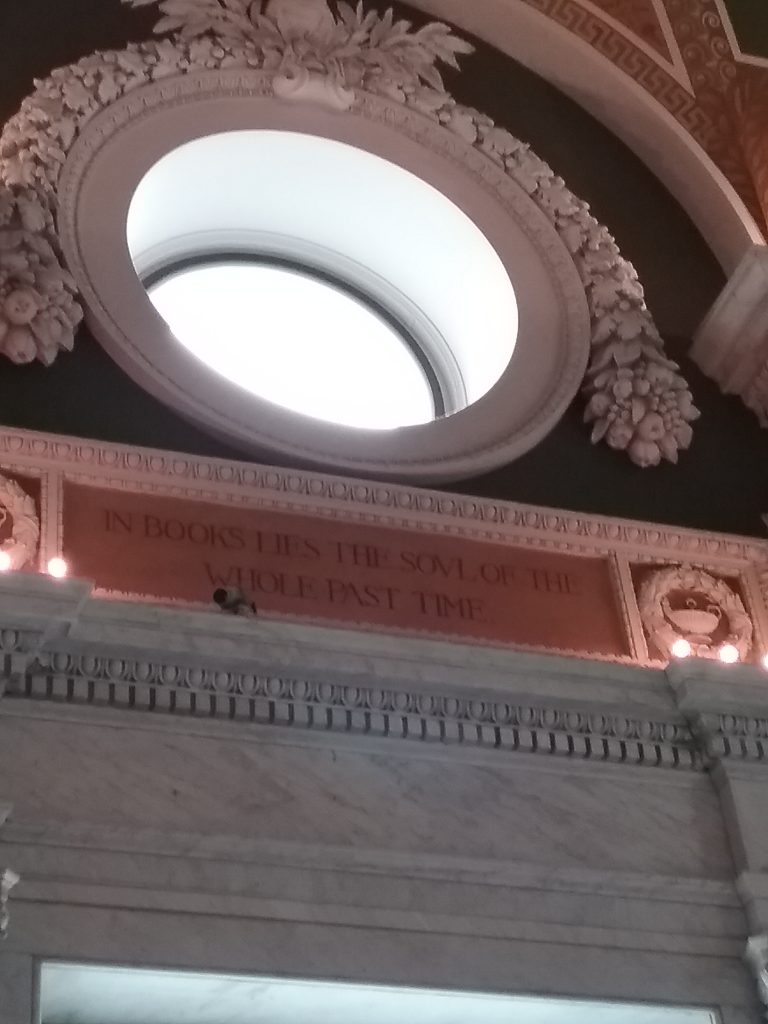 IN BOOKS LIES THE SOVL OF THE
WHOLE PAST TIME.